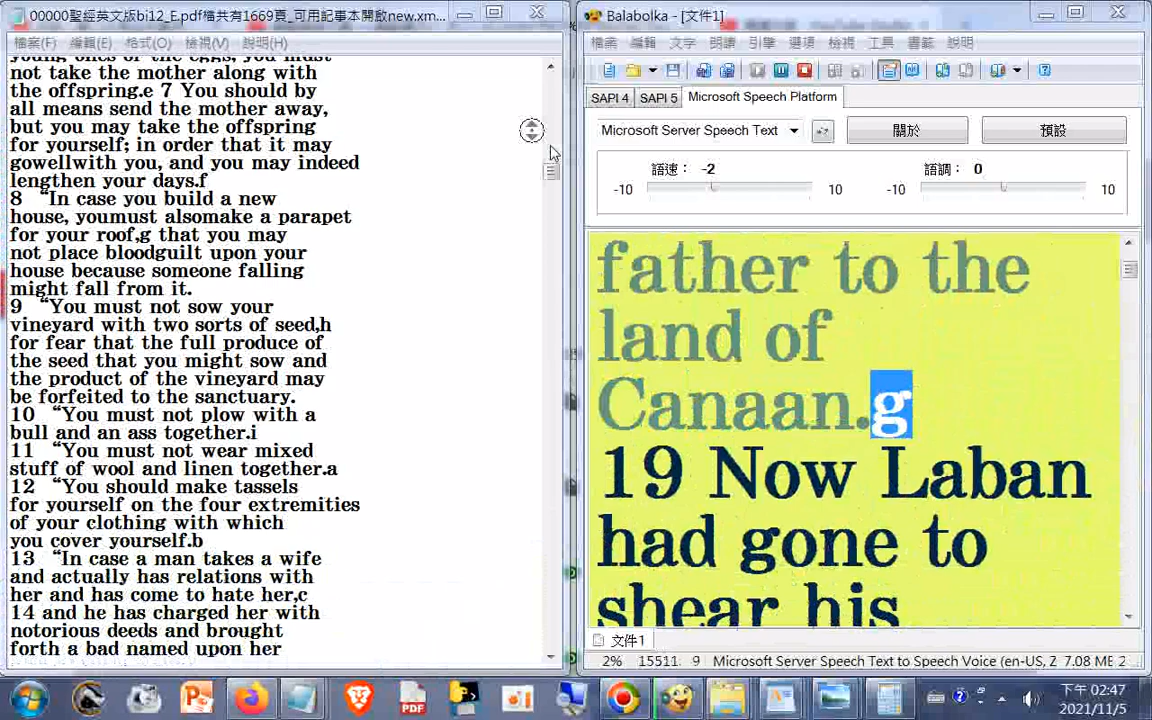 00000聖經英文版bi12_E.pdf檔共有1669頁_可用記事本開啟new.xm...
檔案(F) 編輯(E) 格式(O) 檢視(V) 說明(H)
young ones or the eggs, you must
not take the mother along with
the offspring.e 7 You should by
all means send the mother away,
but you may take the offspring
for yourself; in order that it may
gowellwith you, and you may indeed
lengthen your days.f
8 “In case you build a new
house, youmust alsomake a parapet
for your roof,g that you may
not place bloodguilt upon your
house because someone falling
might fall from it.
9 “You must not sow your
vineyard with two sorts of seed,h
for fear that the full produce of
the seed that you might sow and
the product of the vineyard may
be forfeited to the sanctuary.
10 “You must not plow with a
bull and an ass together.i
11 “You must not wear mixed
stuff of wool and linen together.a
12 “You should make tassels
for yourself on the four extremities
of your clothing with which
you cover yourself.b
13 “In case a man takes a wife
and actually has relations with
her and has come to hate her,c
14 and he has charged her with
notorious deeds and brought
forth a bad named upon her
Balabolka - [文件1]
檔案 編輯 文字 朗讀 引擎 選項 檢視 工具 書籤 說明
SAPI 4 SAPI 5 Microsoft Speech Platform
Microsoft Server Speech Text
關於
預設
語速： -2
語調： 0
-10 10 -10 10
father to the
land of
Canaan.g
19 Now Laban
had gone to
shear his
文件1
2% 15511. 9 Microsoft Server Speech Text to Speech Voice (en-US, Z 7.08 ME 2
PDF
下午 02:47
2021/11/5